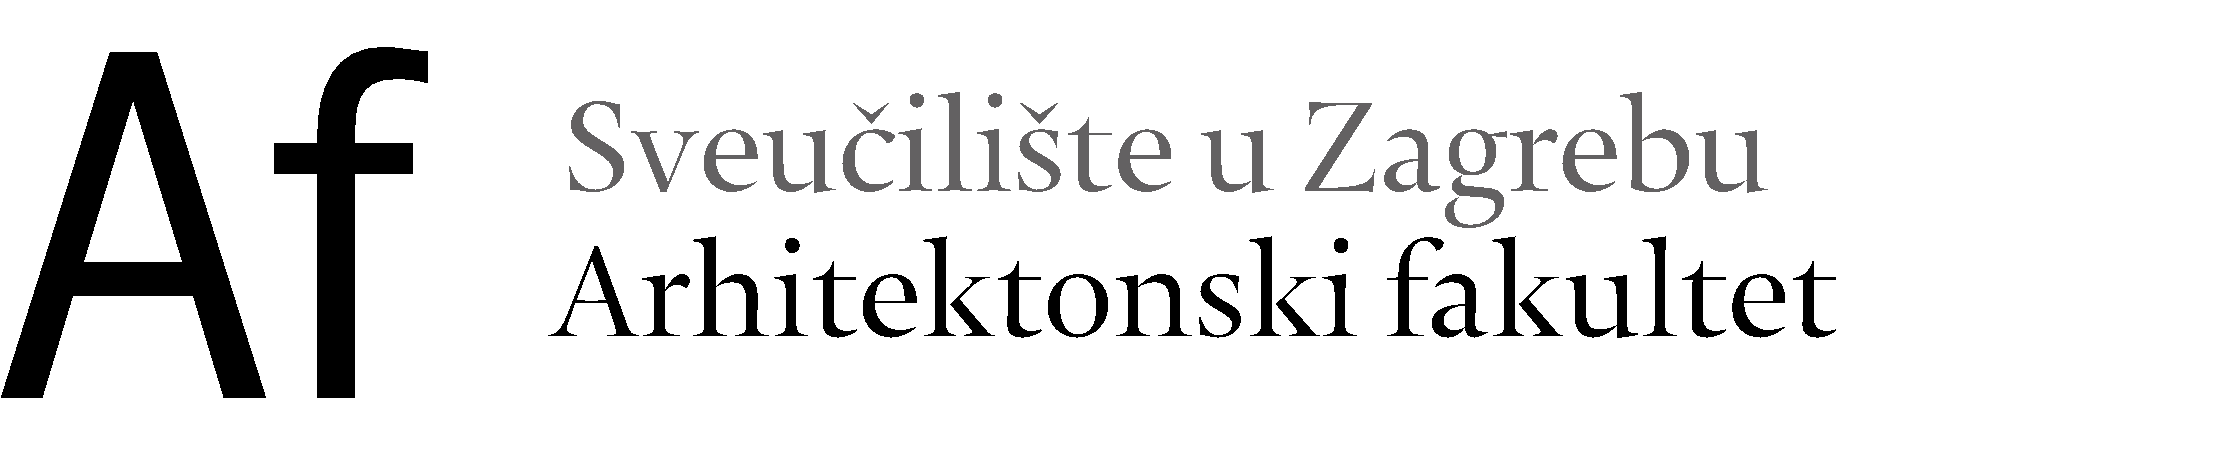 Af
Sveučilište u Zagrebu
Arhitektonski fakultet